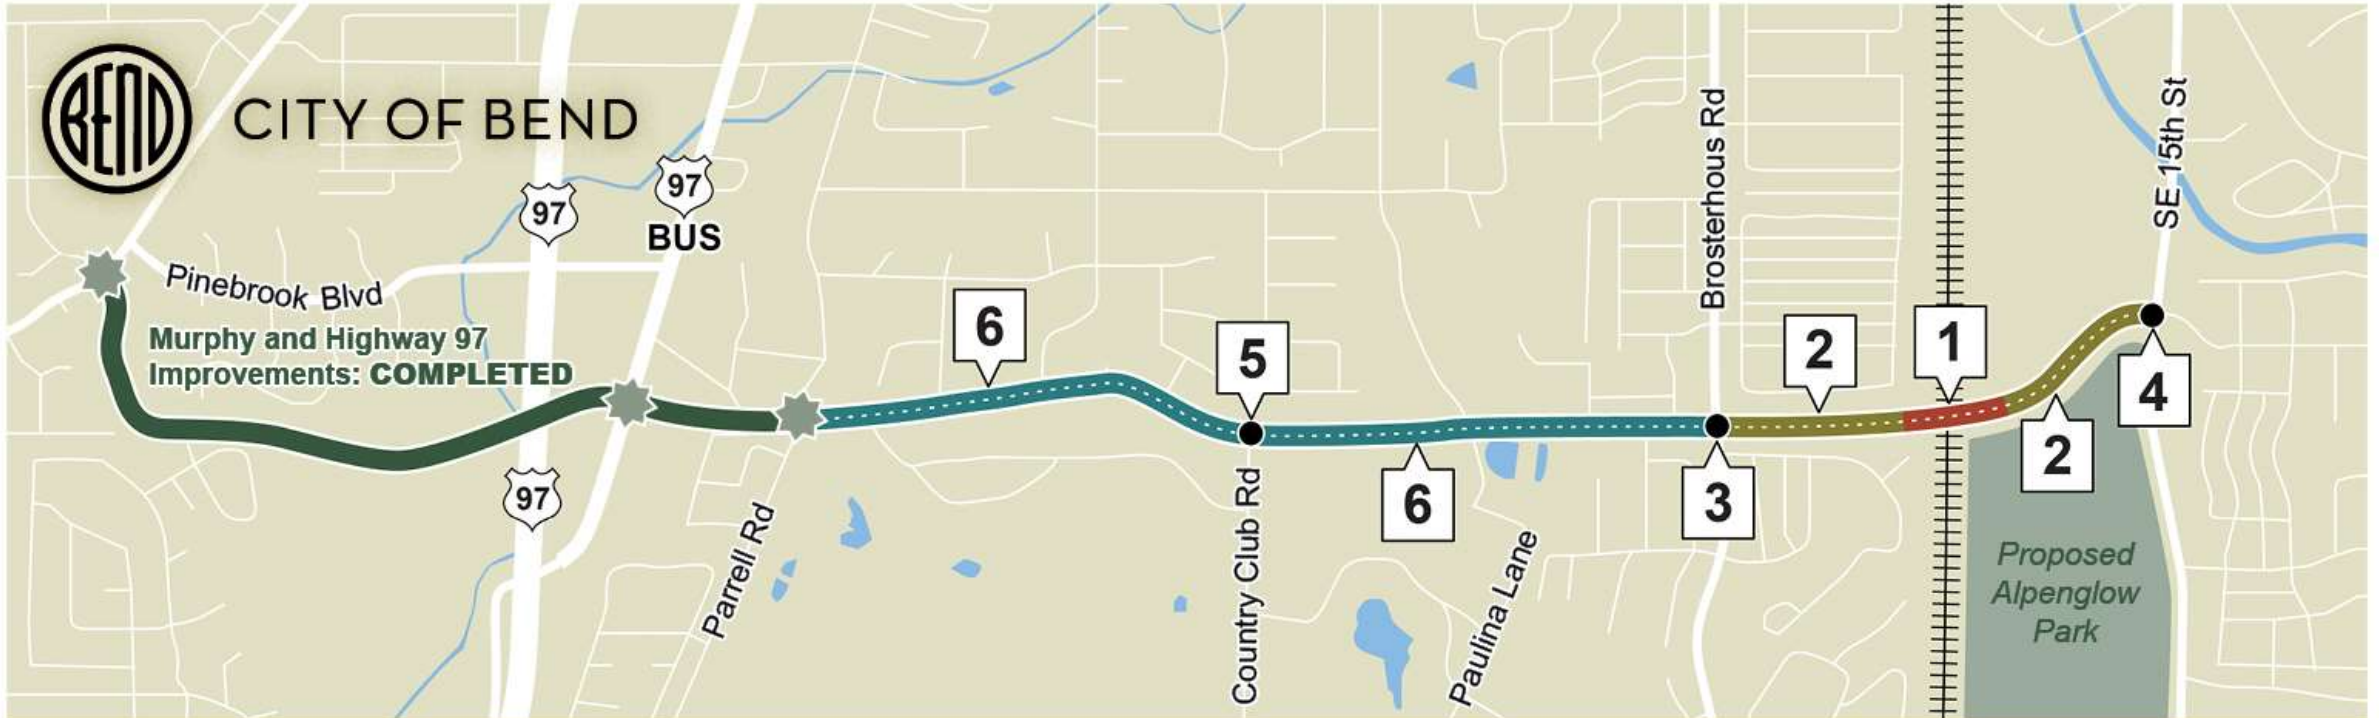 BEND
CITY OF BEND
97
97
BUS
Pinebrook Blvd
Murphy and Highway 97
Improvements: COMPLETED
97
Parrell Rd
6
5
Country Club Rd
6
Paulina Lane
Brosterhous Rd
3
2
1
2
4
SE 15th St
Proposed
Alpenglow
Park